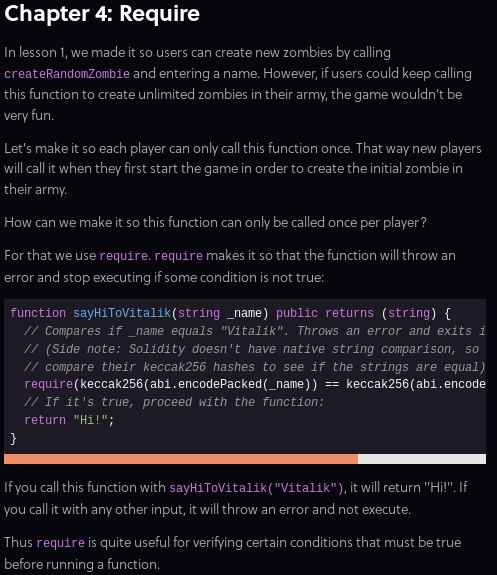 Chapter 4: Require
In lesson 1, we made it so users can create new zombies by calling
createRandomZombie and entering a name. However, if users could keep calling
this function to create unlimited zombies in their army, the game wouldn't be
very fun.
Let's make it so each player can only call this function once. That way new players
will call it when they first start the game in order to create the initial zombie in
their army.
How can we make it so this function can only be called once per player?
For that we use require. require makes it so that the function will throw an
error and stop executing if some condition is not true:
function sayHiToVitalik(string _name) public returns (string) {
// Compares if _name equals "Vitalik". Throws an error and exits i
// (Side note: Solidity doesn't have native string comparison, so
// compare their keccak256 hashes to see if the strings are equal)
require(keccak256(abi.encodePacked(_name)) == keccak256(abi.encode
// If it's true, proceed with the function:
return "Hi!";
}
If you call this function with sayHiToVitalik("Vitalik"), it will return "Hi!". If
you call it with any other input, it will throw an error and not execute.
Thus require is quite useful for verifying certain conditions that must be true
before running a function.